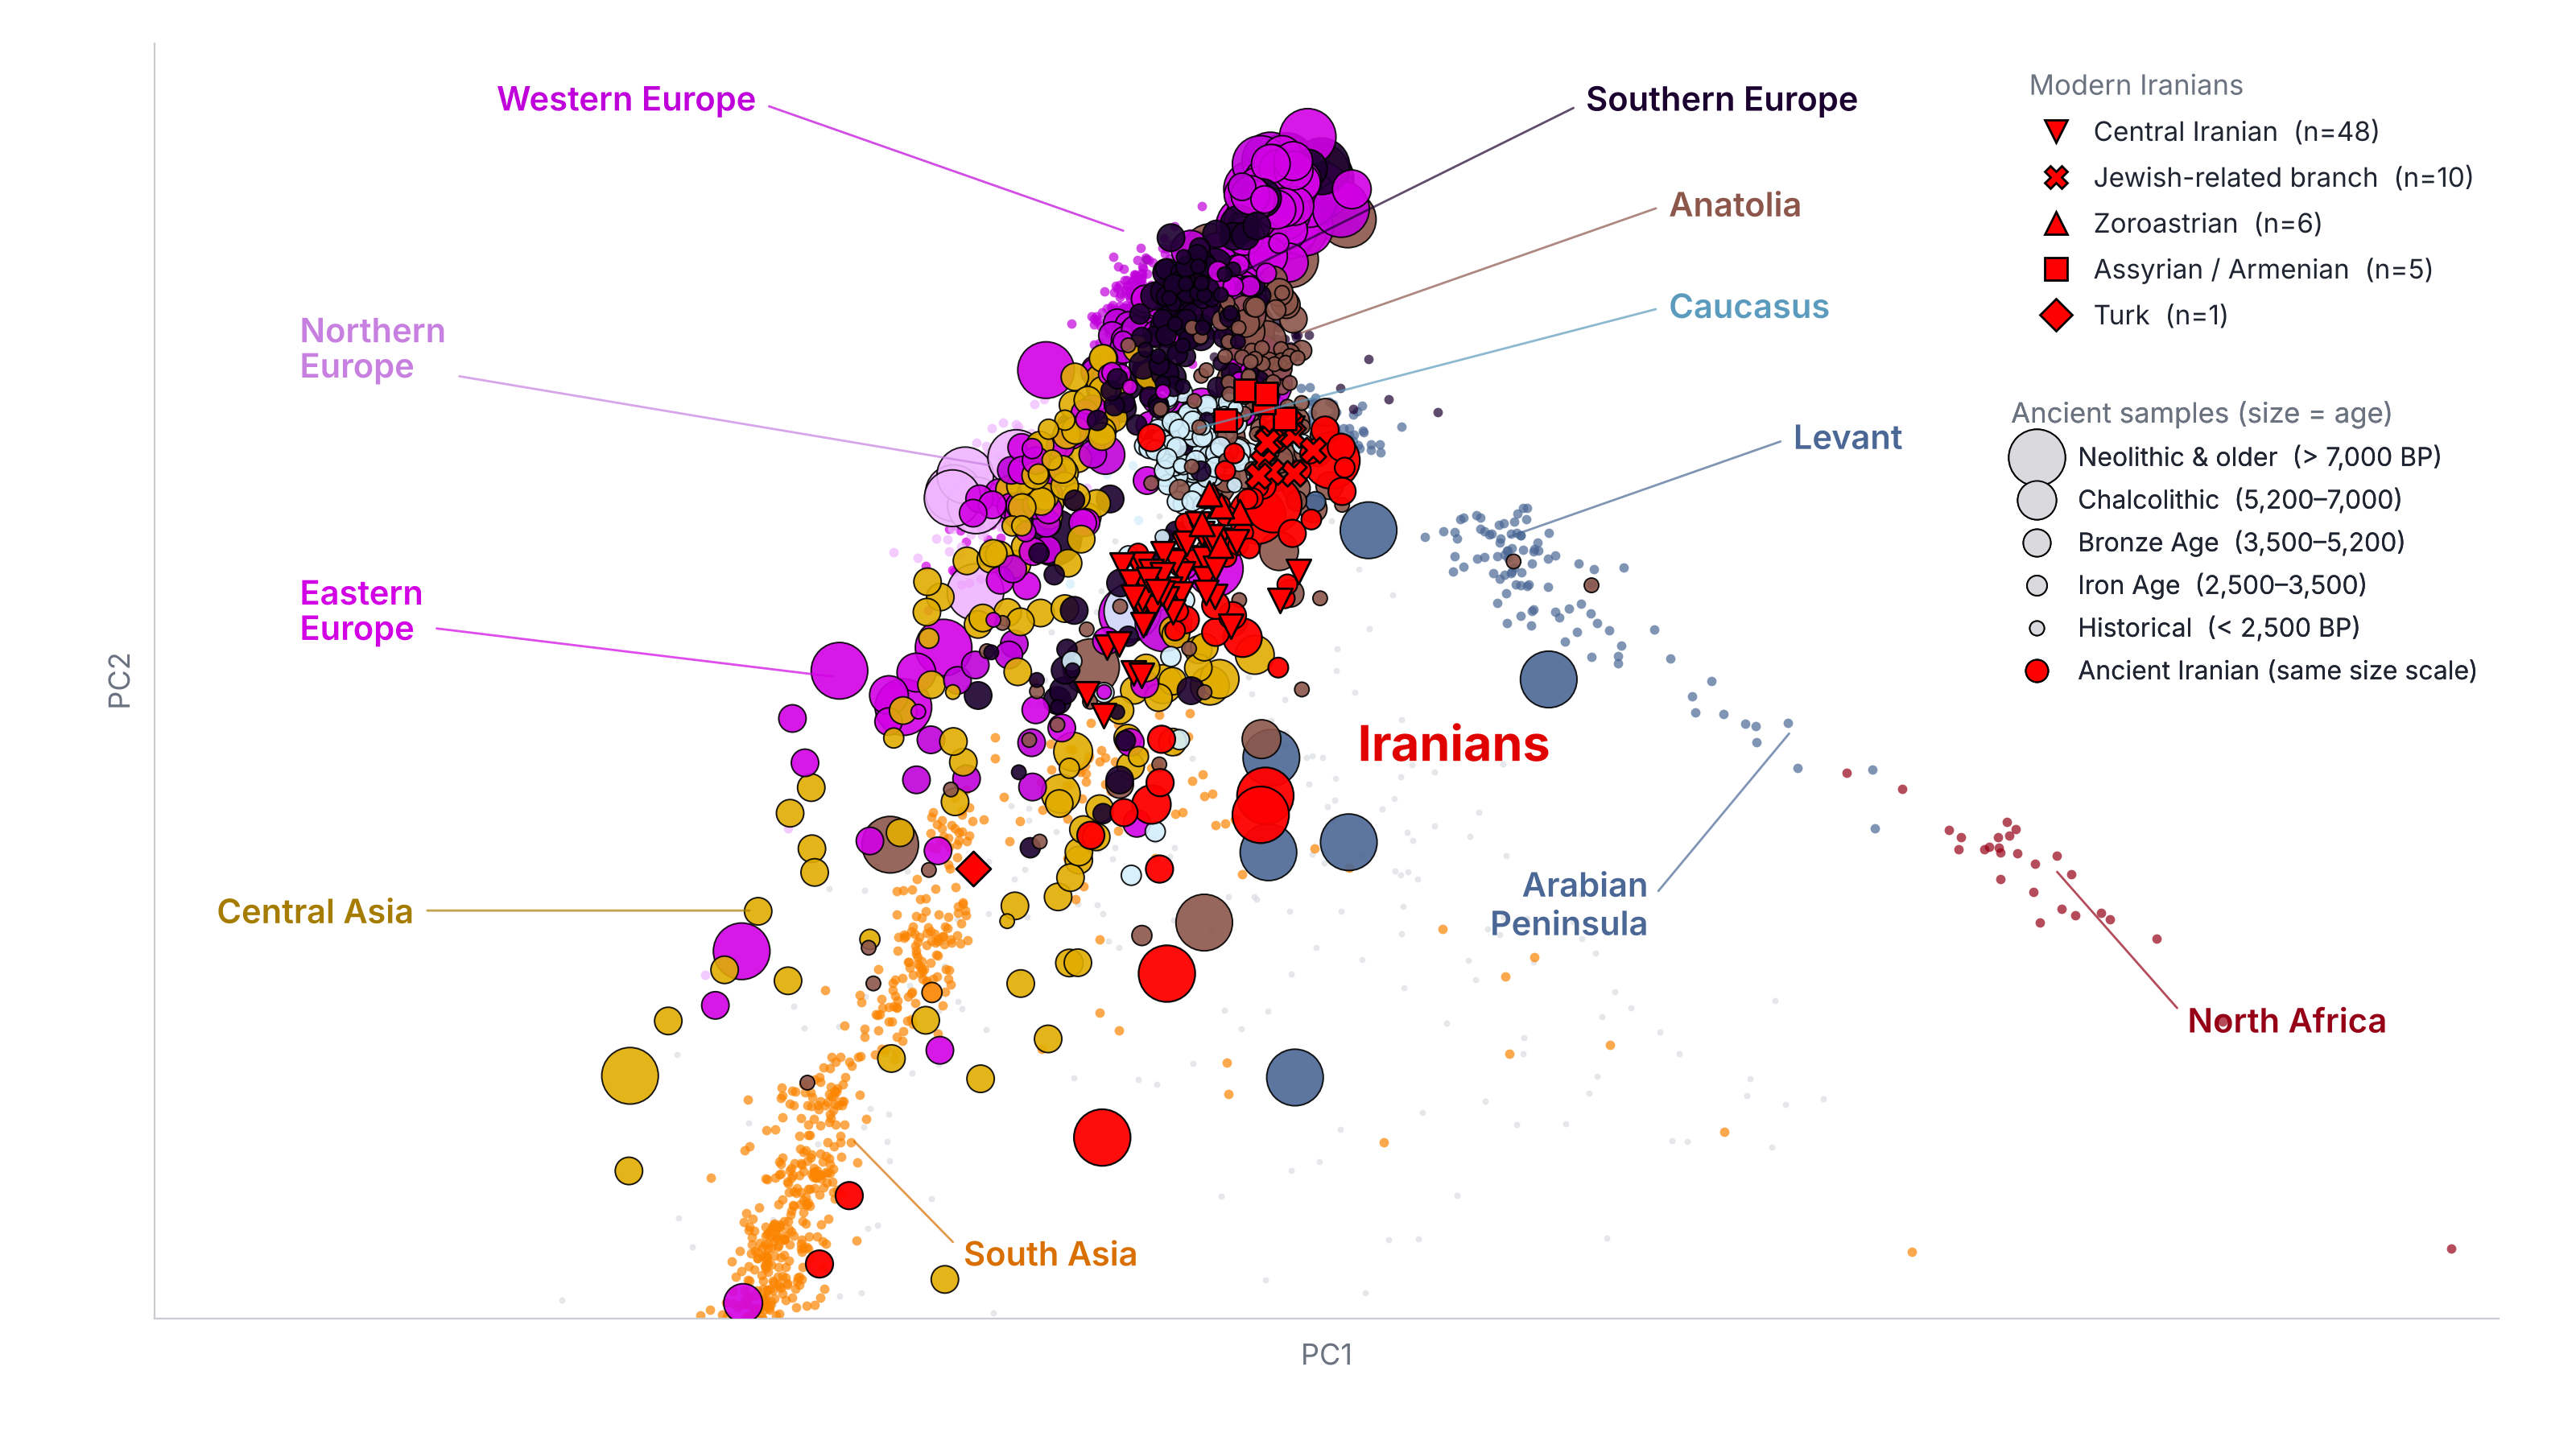 Western Europe
Southern Europe
Modern Iranians
Central Iranian (n=48)
Jewish-related branch (n=10)
Zoroastrian (n=6)
Assyrian / Armenian (n=5)
Turk (n=1)
Anatolia
Caucasus
Northern
Europe
Ancient samples (size = age)
Neolithic & older (> 7,000 BP)
Chalcolithic (5,200–7,000)
Bronze Age (3,500–5,200)
Iron Age (2,500–3,500)
Historical (< 2,500 BP)
Ancient Iranian (same size scale)
Levant
Eastern
Europe
PC2
Iranians
Central Asia
Arabian
Peninsula
North Africa
South Asia
PC1